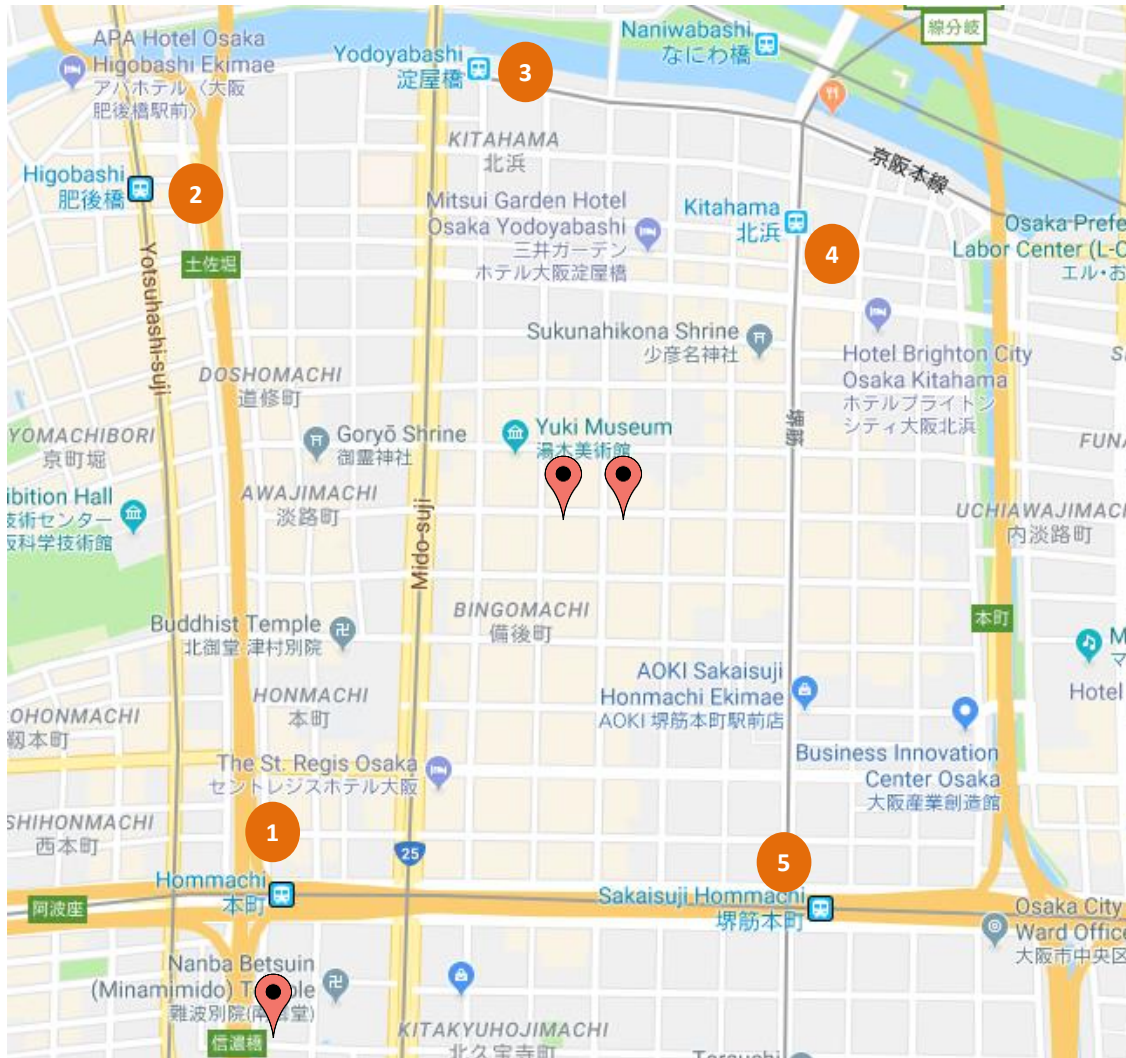 APA Hotel Osaka
Higobashi Ekimae
アパホテル〈大阪
肥後橋駅前〉
Yodoyabashi
淀屋橋
3
Naniwabashi
なにわ橋
線分岐
KITAHAMA
北浜
京阪本線
Higobashi
肥後橋
2
Mitsui Garden Hotel
Osaka Yodoyabashi
三井ガーデン
ホテル大阪淀屋橋
Kitahama
北浜
4
Osaka Prefe
Labor Center (L-O
エル・お
土佐堀
Yotsuhashi-suji
Sukunahikona Shrine
少彦名神社
Hotel Brighton City
Osaka Kitahama
ホテルブライトン
シティ大阪北浜
DOSHOMACHI
道修町
YOMACHIBORI
京町堀
Goryō Shrine
御霊神社
Yuki Museum
湯木美術館
堺筋
FUNA
ibition Hall
技術センター
阪科学技術館
AWAJIMACHI
淡路町
Mido-suji
UCHIAWAJIMACI
内淡路町
BINGOMACHI
備後町
Buddhist Temple
北御堂 津村別院
本町
M
マ
AOKI Sakaisuji
Honmachi Ekimae
AOKI 堺筋本町駅前店
Hotel
HONMACHI
本町
OHONMACHI
靱本町
The St. Regis Osaka
セントレジスホテル大阪
Business Innovation
Center Osaka
大阪産業創造館
SHIHONMACHI
西本町
1
25
5
Hommachi
本町
Sakaisuji Hommachi
堺筋本町
阿波座
Osaka City
Ward Office
大阪市中央区
Nanba Betsuin
(Minamimido) T ple
難波別院(南 堂)
信濃橋
KITAKYUHOJIMACHI
北久宝寺町